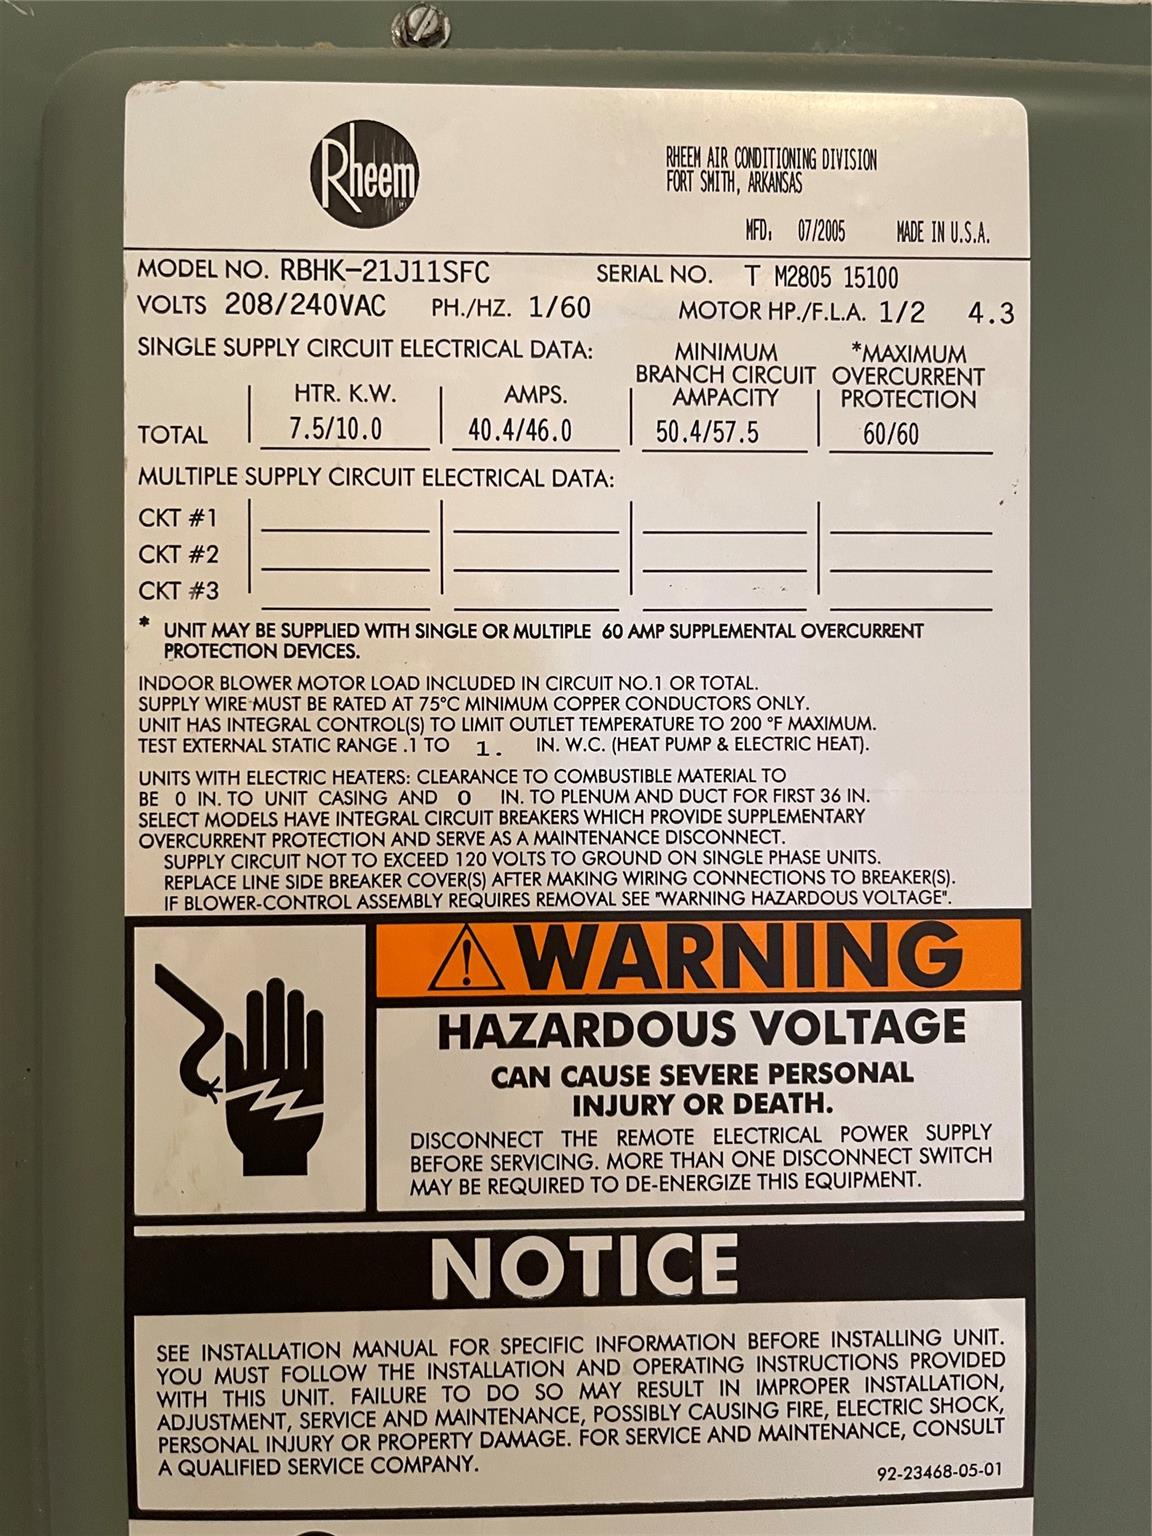 Rheem
RHEEM AIR CONDITIONING DIVISION
FORT SMITH, ARKANSAS
MFD: 07/2005 MADE IN U.S.A.
MODEL NO. RBHK-21J11SFC SERIAL NO. T M2805 15100
VOLTS 208/240VAC PH./HZ. 1/60 MOTOR HP./F.L.A. 1/2 4.3
SINGLE SUPPLY CIRCUIT ELECTRICAL DATA:
HTR. K.W. AMPS. MINIMUM BRANCH CIRCUIT AMPACITY *MAXIMUM OVERCURRENT PROTECTION
TOTAL 7.5/10.0 40.4/46.0 50.4/57.5 60/60
MULTIPLE SUPPLY CIRCUIT ELECTRICAL DATA:
CKT #1
CKT #2
CKT #3
* UNIT MAY BE SUPPLIED WITH SINGLE OR MULTIPLE 60 AMP SUPPLEMENTAL OVERCURRENT
PROTECTION DEVICES.
INDOOR BLOWER MOTOR LOAD INCLUDED IN CIRCUIT NO.1 OR TOTAL.
SUPPLY WIRE MUST BE RATED AT 75°C MINIMUM COPPER CONDUCTORS ONLY.
UNIT HAS INTEGRAL CONTROL(S) TO LIMIT OUTLET TEMPERATURE TO 200 °F MAXIMUM.
TEST EXTERNAL STATIC RANGE .1 TO 1. IN. W.C. (HEAT PUMP & ELECTRIC HEAT).
UNITS WITH ELECTRIC HEATERS: CLEARANCE TO COMBUSTIBLE MATERIAL TO
BE 0 IN. TO UNIT CASING AND 0 IN. TO PLENUM AND DUCT FOR FIRST 36 IN.
SELECT MODELS HAVE INTEGRAL CIRCUIT BREAKERS WHICH PROVIDE SUPPLEMENTARY
OVERCURRENT PROTECTION AND SERVE AS A MAINTENANCE DISCONNECT.
SUPPLY CIRCUIT NOT TO EXCEED 120 VOLTS TO GROUND ON SINGLE PHASE UNITS.
REPLACE LINE SIDE BREAKER COVER(S) AFTER MAKING WIRING CONNECTIONS TO BREAKER(S).
IF BLOWER-CONTROL ASSEMBLY REQUIRES REMOVAL SEE "WARNING HAZARDOUS VOLTAGE".
WARNING
HAZARDOUS VOLTAGE
CAN CAUSE SEVERE PERSONAL
INJURY OR DEATH.
DISCONNECT THE REMOTE ELECTRICAL POWER SUPPLY
BEFORE SERVICING. MORE THAN ONE DISCONNECT SWITCH
MAY BE REQUIRED TO DE-ENERGIZE THIS EQUIPMENT.
NOTICE
SEE INSTALLATION MANUAL FOR SPECIFIC INFORMATION BEFORE INSTALLING UNIT.
YOU MUST FOLLOW THE INSTALLATION AND OPERATING INSTRUCTIONS PROVIDED
WITH THIS UNIT. FAILURE TO DO SO MAY RESULT IN IMPROPER INSTALLATION,
ADJUSTMENT, SERVICE AND MAINTENANCE, POSSIBLY CAUSING FIRE, ELECTRIC SHOCK,
PERSONAL INJURY OR PROPERTY DAMAGE. FOR SERVICE AND MAINTENANCE, CONSULT
A QUALIFIED SERVICE COMPANY.
92-23468-05-01